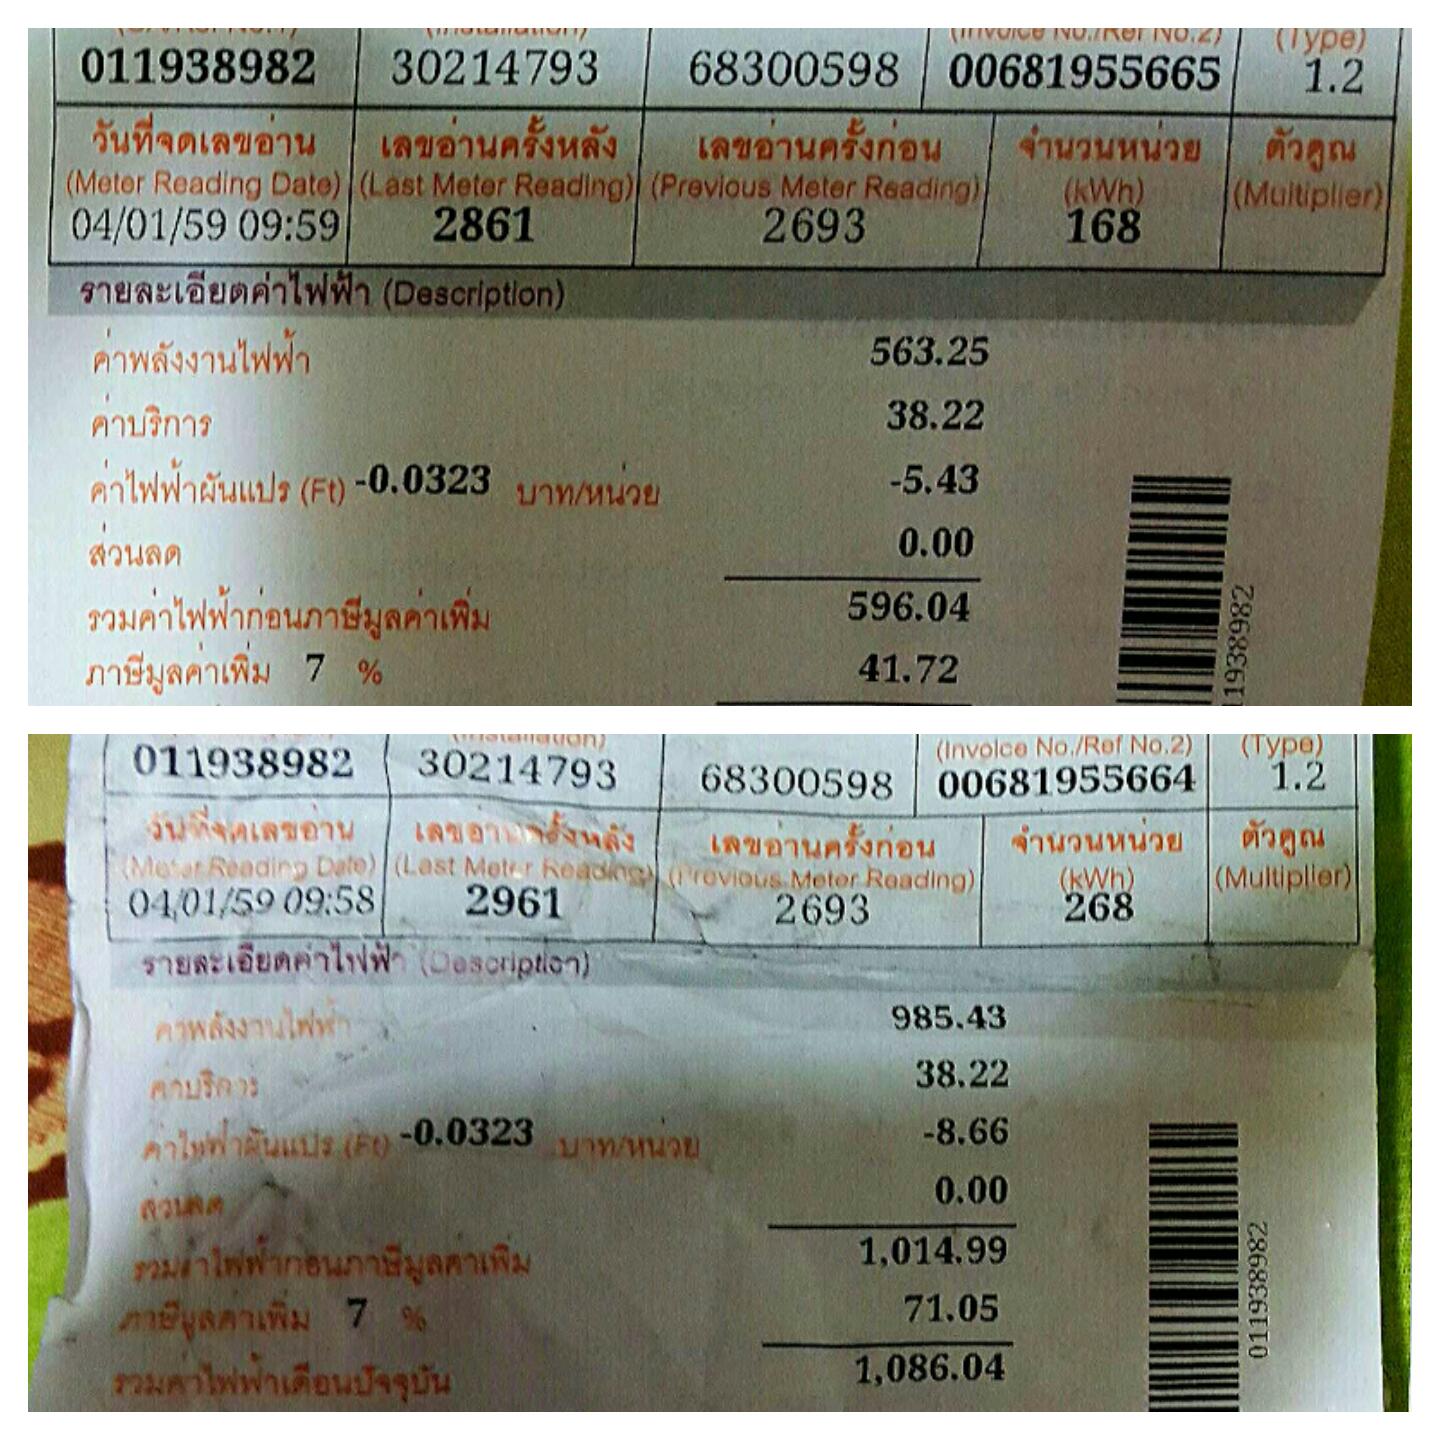 (Invoice No./Ref No.2) (Type)
011938982 30214793 68300598 00681955665 1.2
วันที่จดเลขอ่าน เลขอ่านครั้งหลัง เลขอ่านครั้งก่อน จำนวนหน่วย ตัวคูณ
(Meter Reading Date) (Last Meter Reading) (Previous Meter Reading) (kWh) (Multiplier)
04/01/59 09:59 2861 2693 168
รายละเอียดค่าไฟฟ้า (Description)
ค่าพลังงานไฟฟ้า 563.25
ค่าบริการ 38.22
ค่าไฟฟ้าผันแปร (Ft) -0.0323 บาท/หน่วย -5.43
ส่วนลด 0.00
รวมค่าไฟฟ้าก่อนภาษีมูลค่าเพิ่ม 596.04
ภาษีมูลค่าเพิ่ม 7 % 41.72
11938982
(Installation) (Invoice No./Ref No.2) (Type)
011938982 30214793 68300598 00681955664 1.2
วันที่จดเลขอ่าน เลขอ่านครั้งหลัง เลขอ่านครั้งก่อน จำนวนหน่วย ตัวคูณ
(Meter Reading Date) (Last Meter Reading) (Previous Meter Reading) (kWh) (Multiplier)
04/01/59 09:58 2961 2693 268
รายละเอียดค่าไฟฟ้า (Description)
ค่าพลังงานไฟฟ้า 985.43
ค่าบริการ 38.22
ค่าไฟฟ้าผันแปร (Ft) -0.0323 บาท/หน่วย -8.66
ส่วนลด 0.00
รวมค่าไฟฟ้าก่อนภาษีมูลค่าเพิ่ม 1,014.99
ภาษีมูลค่าเพิ่ม 7 % 71.05
รวมค่าไฟฟ้าเดือนปัจจุบัน 1,086.04
011938982